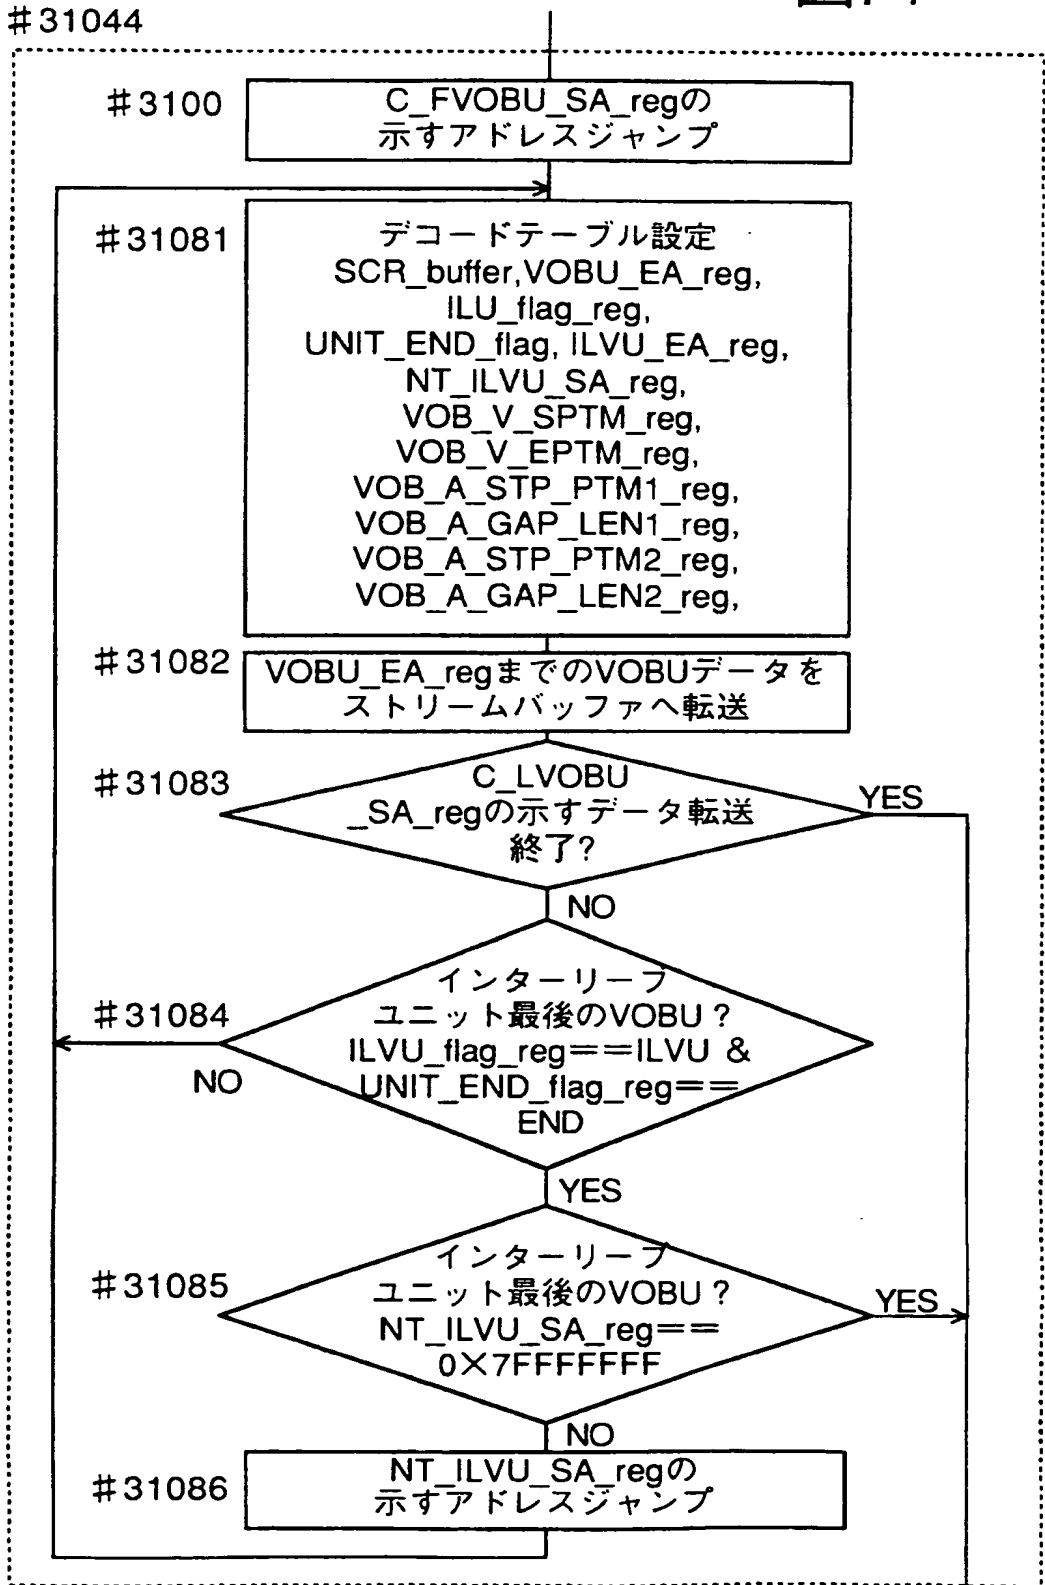 #31044
#3100
C_FVOBU_SA_regの
示すアドレスジャンプ
#31081
デコードテーブル設定
SCR_buffer,VOBU_EA_reg,
ILU_flag_reg,
UNIT_END_flag, ILVU_EA_reg,
NT_ILVU_SA_reg,
VOB_V_SPTM_reg,
VOB_V_EPTM_reg,
VOB_A_STP_PTM1_reg,
VOB_A_GAP_LEN1_reg,
VOB_A_STP_PTM2_reg,
VOB_A_GAP_LEN2_reg,
#31082
VOBU_EA_regまでのVOBUデータを
ストリームバッファへ転送
#31083
C_LVOBU
_SA_regの示すデータ転送
終了?
YES
NO
#31084
インターリーブ
ユニット最後のVOBU?
ILVU_flag_reg==ILVU &
UNIT_END_flag_reg==
END
NO
YES
#31085
インターリーブ
ユニット最後のVOBU?
NT_ILVU_SA_reg==
0×7FFFFFFF
YES
NO
#31086
NT_ILVU_SA_regの
示すアドレスジャンプ